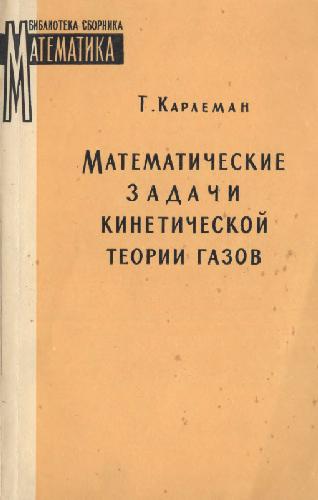 БИБЛИОТЕКА СБОРНИКА
МАТЕМАТИКА
Т. КАРЛЕМАН
МАТЕМАТИЧЕСКИЕ
ЗАДАЧИ
КИНЕТИЧЕСКОЙ
ТЕОРИИ ГАЗОВ